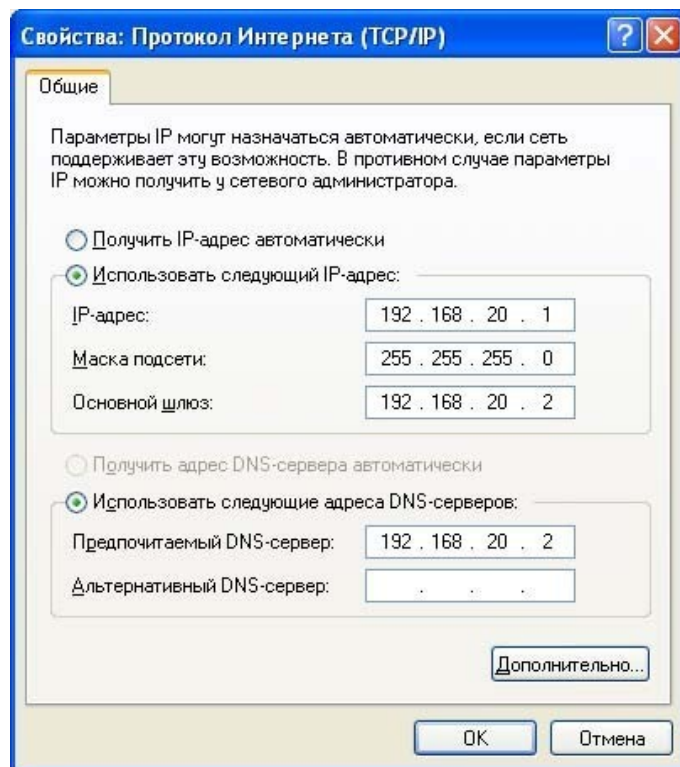 Свойства: Протокол Интернета (TCP/IP)
Общие
Параметры IP могут назначаться автоматически, если сеть
поддерживает эту возможность. В противном случае параметры
IP можно получить у сетевого администратора.
Получить IP-адрес автоматически
Использовать следующий IP-адрес:
IP-адрес: 192 . 168 . 20 . 1
Маска подсети: 255 . 255 . 255 . 0
Основной шлюз: 192 . 168 . 20 . 2
Получить адрес DNS-сервера автоматически
Использовать следующие адреса DNS-серверов:
Предпочитаемый DNS-сервер: 192 . 168 . 20 . 2
Альтернативный DNS-сервер: . . .
Дополнительно...
OK Отмена